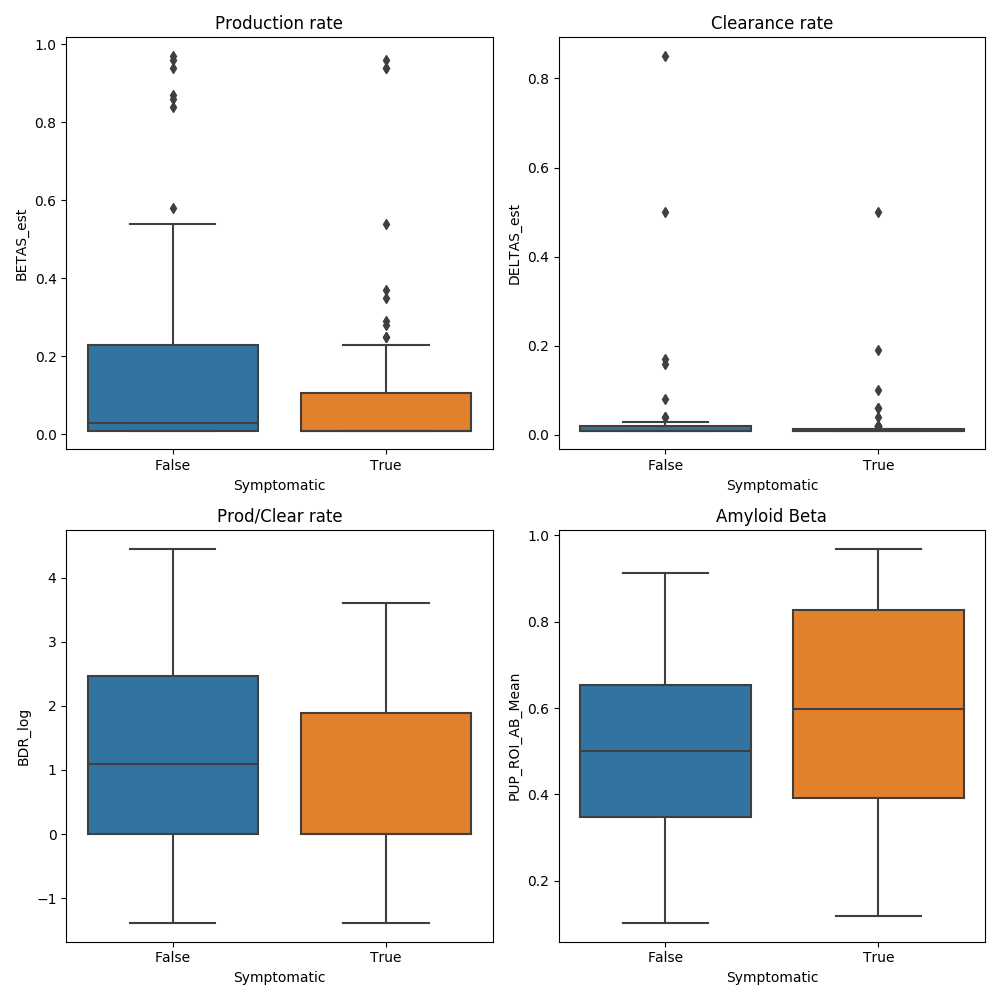 Production rate
BETAS_est
1.0
0.8
0.6
0.4
0.2
0.0
False
True
Symptomatic
Clearance rate
DELTAS_est
0.8
0.6
0.4
0.2
0.0
False
True
Symptomatic
Prod/Clear rate
BDR_log
4
3
2
1
0
−1
False
True
Symptomatic
Amyloid Beta
PUP_ROI_AB_Mean
1.0
0.8
0.6
0.4
0.2
False
True
Symptomatic